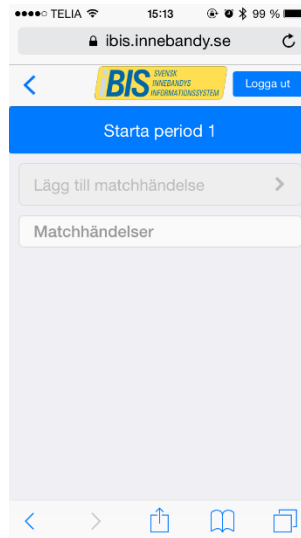 TELIA 15:13 99 %
ibis.innebandy.se
IBIS SVENSK INNEBANDYS INFORMATIONSSYSTEM
Logga ut
Starta period 1
Lägg till matchhändelse
Matchhändelser